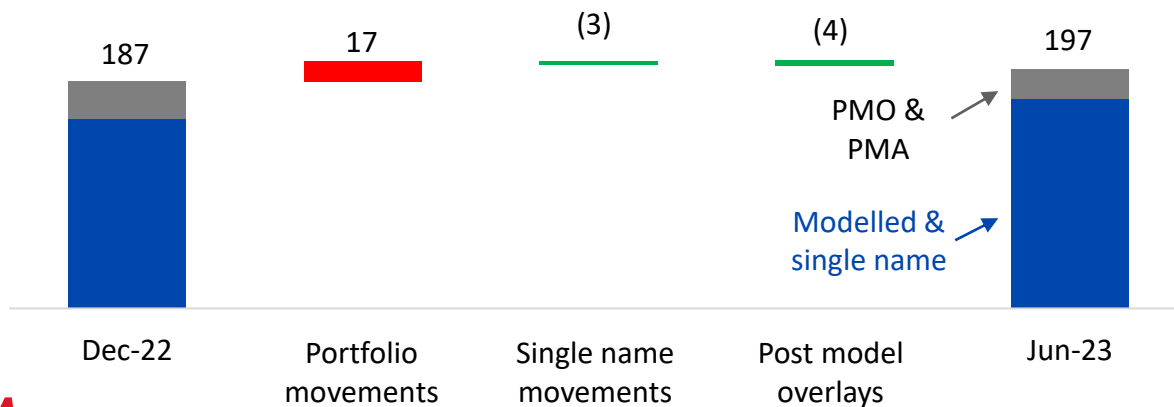 187
17
(3)
(4)
197
PMO &
PMA
Modelled &
single name
Dec-22
Portfolio
movements
Single name
movements
Post model
overlays
Jun-23